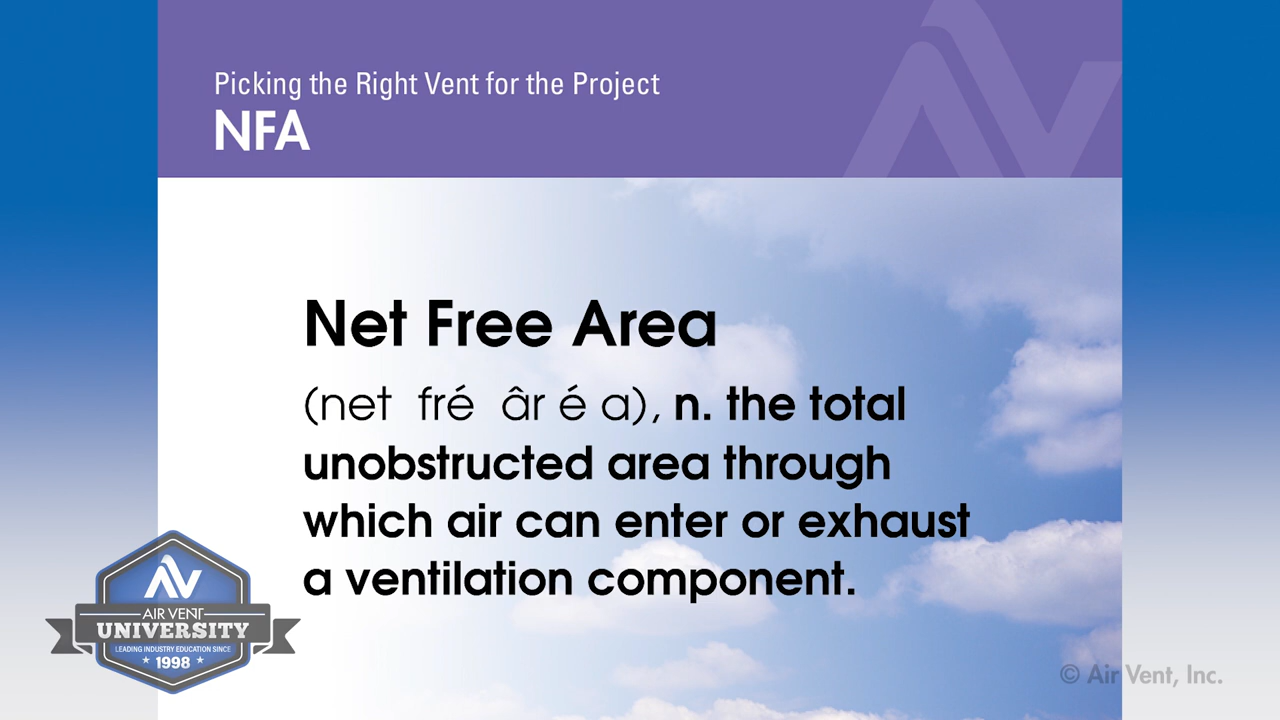 Picking the Right Vent for the Project
NFA
Net Free Area
(net fré âr é a), n. the total
unobstructed area through
which air can enter or exhaust
a ventilation component.
AIR VENT
UNIVERSITY
LEADING INDUSTRY EDUCATION SINCE
1998
© Air Vent, Inc.